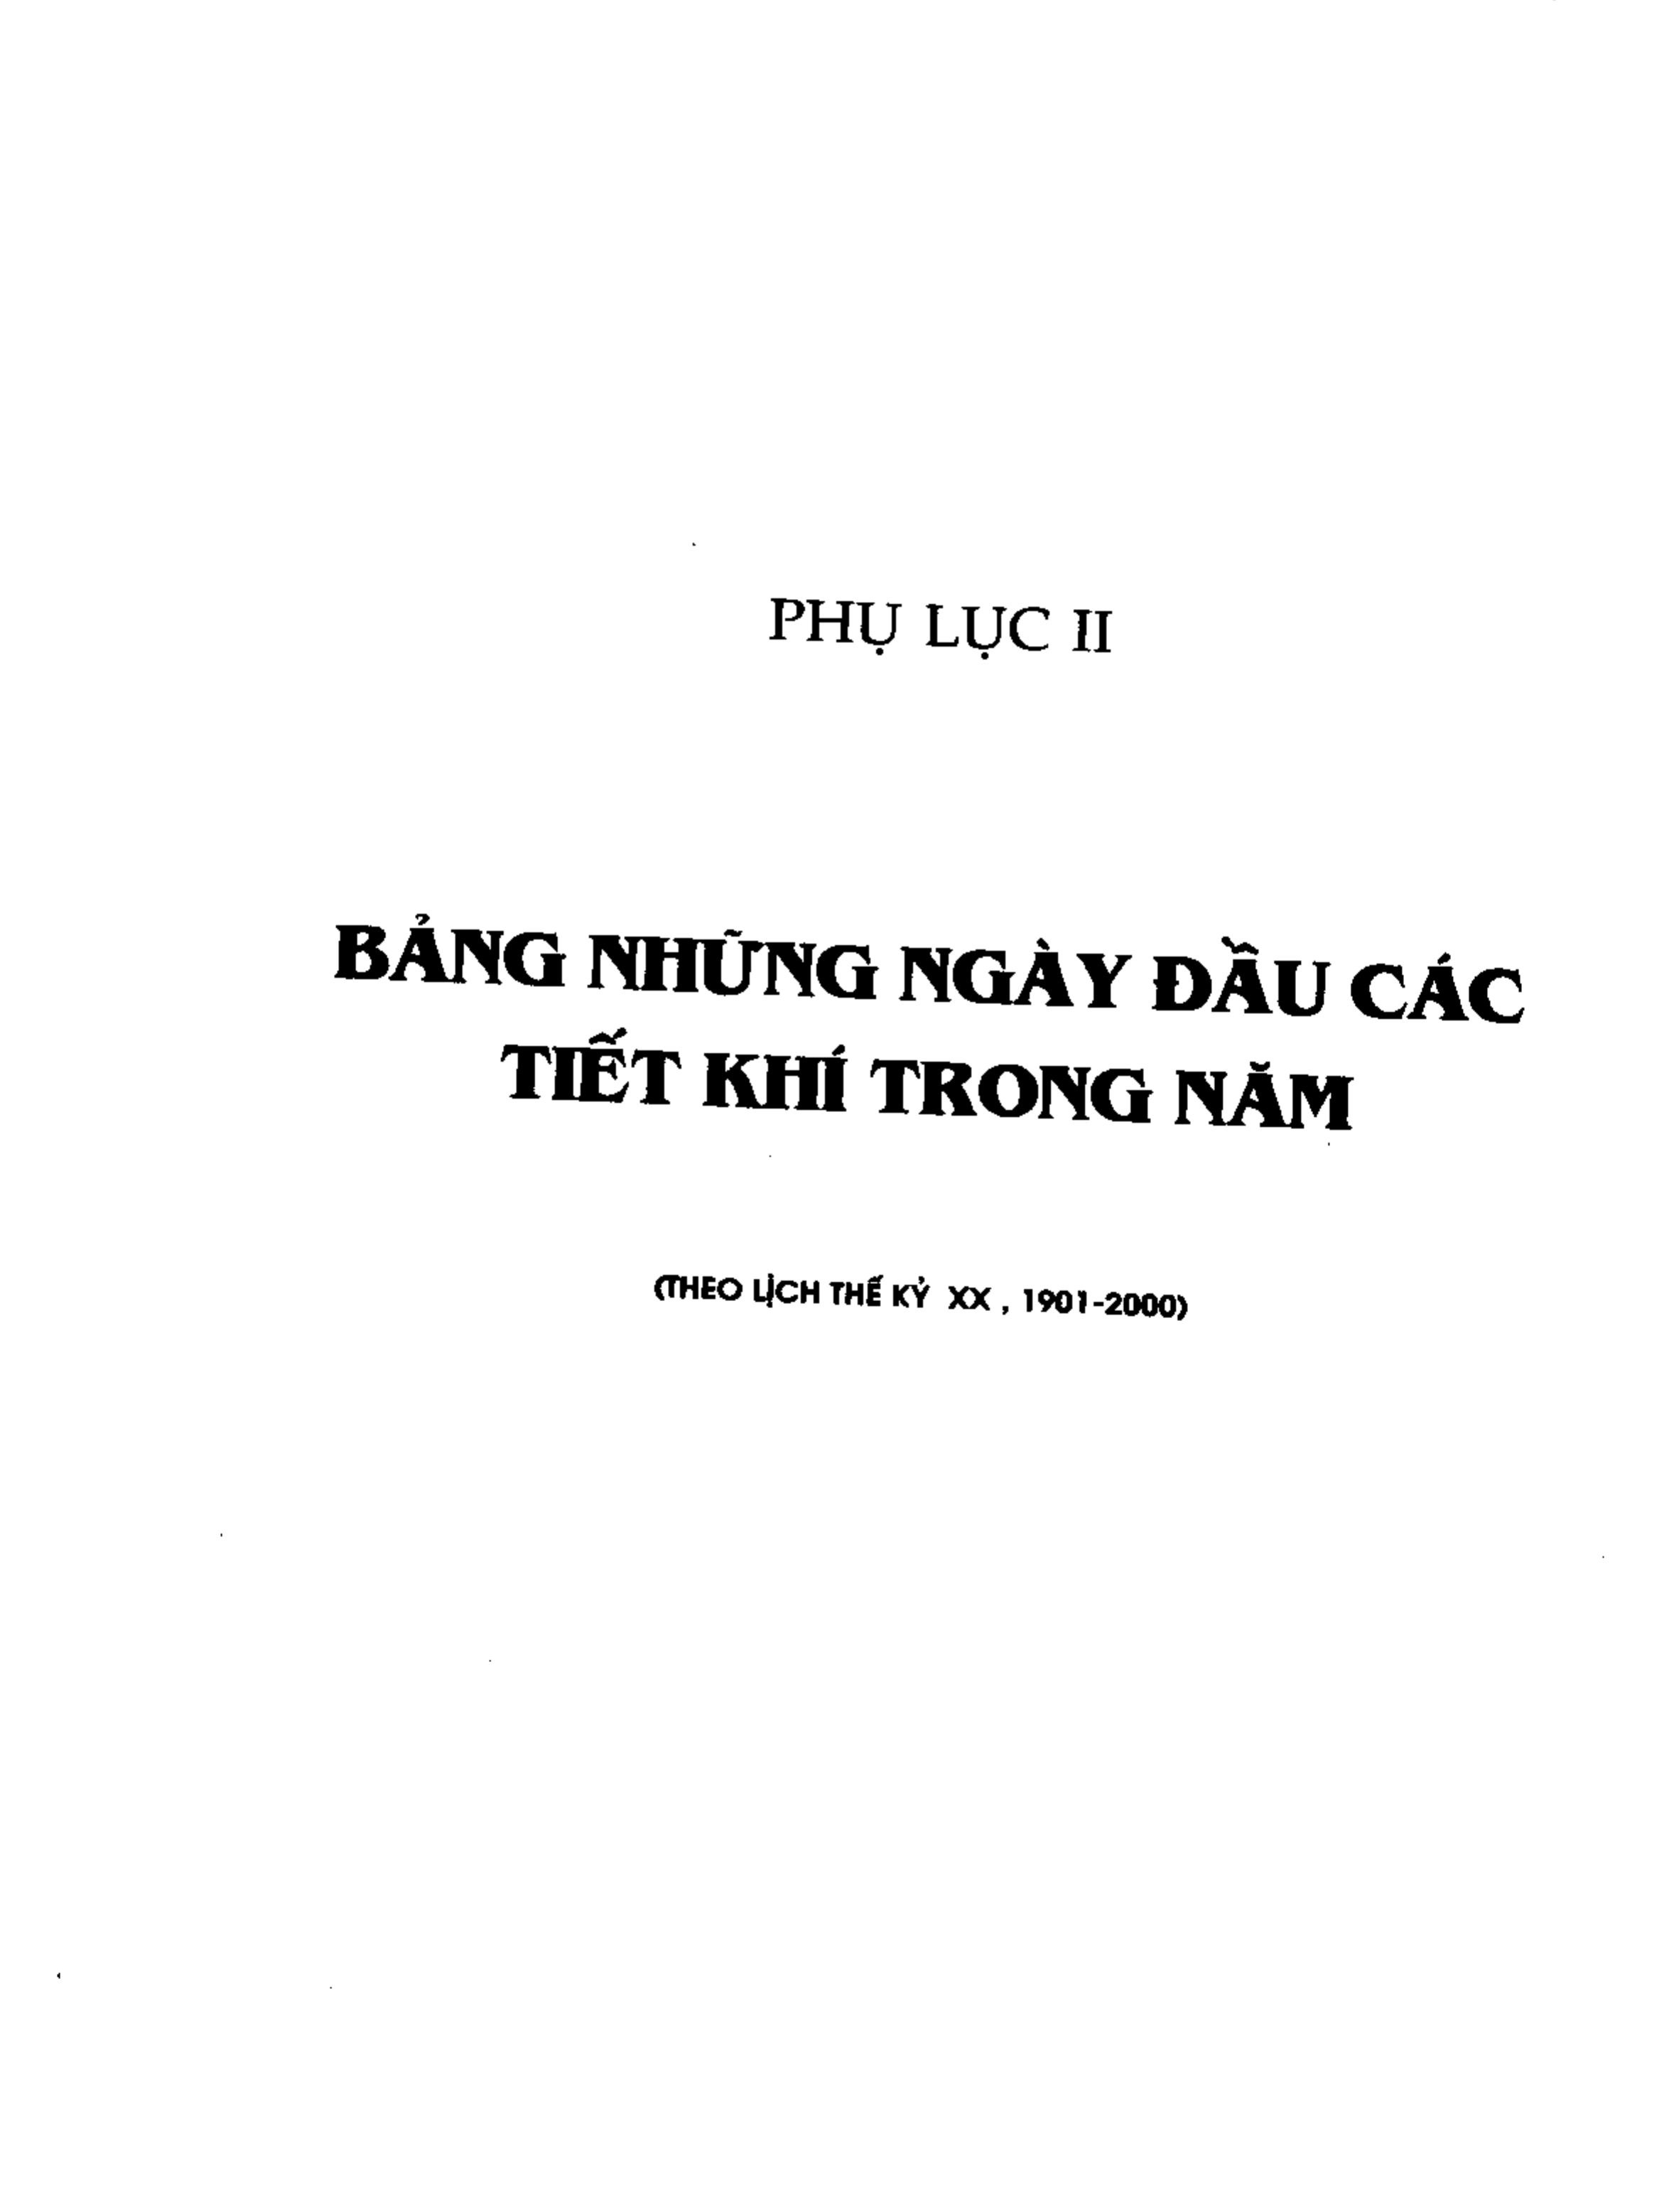 PHỤ LỤC II
BẢNG NHỮNG NGÀY ĐẦU CÁC
TIẾT KHÍ TRONG NĂM
(THEO LỊCH THẾ KỶ XX , 1901-2000)